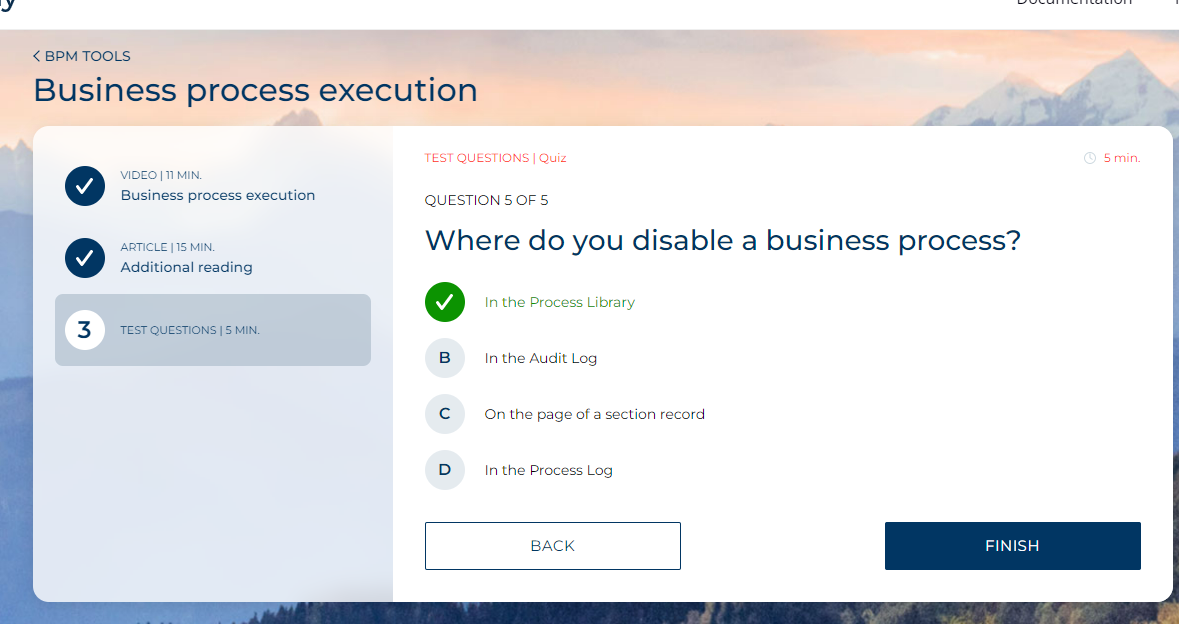 Documentation
BPM TOOLS
Business process execution
VIDEO | 11 MIN.
Business process execution
ARTICLE | 15 MIN.
Additional reading
3
TEST QUESTIONS | 5 MIN.
TEST QUESTIONS | Quiz
5 min.
QUESTION 5 OF 5
Where do you disable a business process?
In the Process Library
B In the Audit Log
C On the page of a section record
D In the Process Log
BACK
FINISH